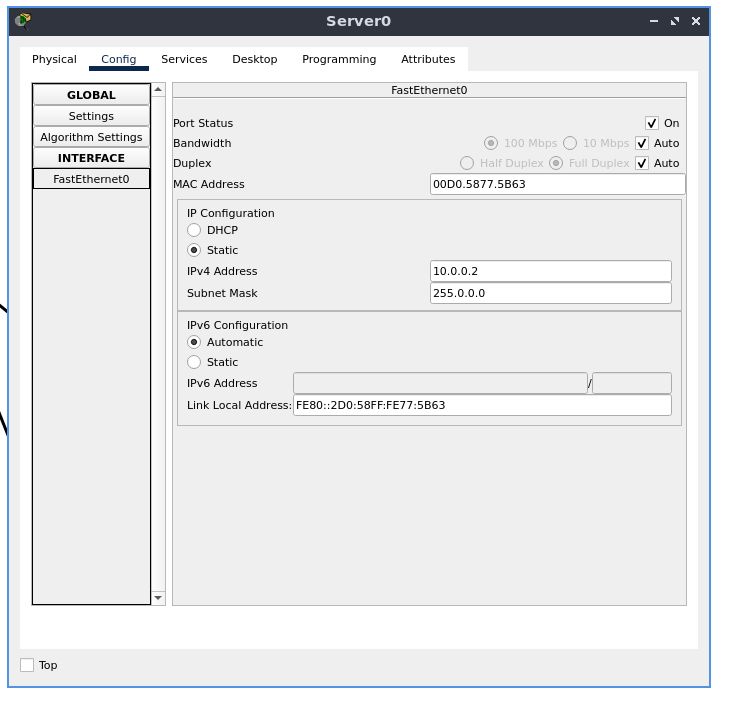 Server0
Physical Config Services Desktop Programming Attributes
GLOBAL
Settings
Algorithm Settings
INTERFACE
FastEthernet0
FastEthernet0
Port Status On
Bandwidth 100 Mbps 10 Mbps Auto
Duplex Half Duplex Full Duplex Auto
MAC Address 00D0.5877.5B63
IP Configuration
DHCP
Static
IPv4 Address 10.0.0.2
Subnet Mask 255.0.0.0
IPv6 Configuration
Automatic
Static
IPv6 Address /
Link Local Address: FE80::2D0:58FF:FE77:5B63
Top